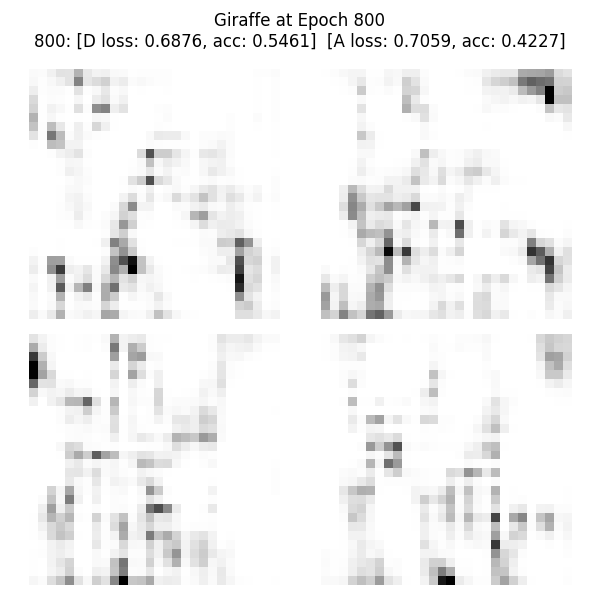 Giraffe at Epoch 800
800: [D loss: 0.6876, acc: 0.5461]  [A loss: 0.7059, acc: 0.4227]